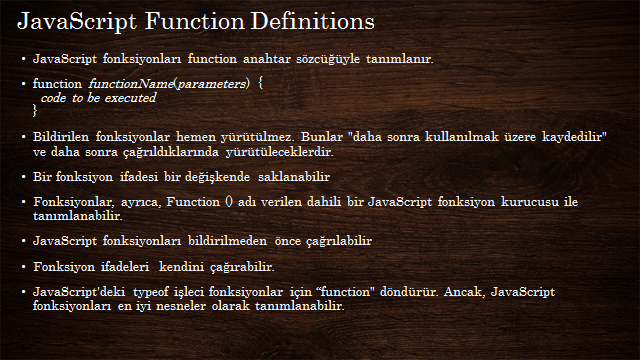 JavaScript Function Definitions
• JavaScript fonksiyonları function anahtar sözcüğüyle tanımlanır.
• function functionName(parameters) {
code to be executed
}
• Bildirilen fonksiyonlar hemen yürütülmez. Bunlar "daha sonra kullanılmak üzere kaydedilir"
ve daha sonra çağrıldıklarında yürütüleceklerdir.
• Bir fonksiyon ifadesi bir değişkende saklanabilir
• Fonksiyonlar, ayrıca, Function () adı verilen dahili bir JavaScript fonksiyon kurucusu ile
tanımlanabilir.
• JavaScript fonksiyonları bildirilmeden önce çağrılabilir
• Fonksiyon ifadeleri kendini çağırabilir.
• JavaScript'deki typeof işleci fonksiyonlar için “function" döndürür. Ancak, JavaScript
fonksiyonları en iyi nesneler olarak tanımlanabilir.